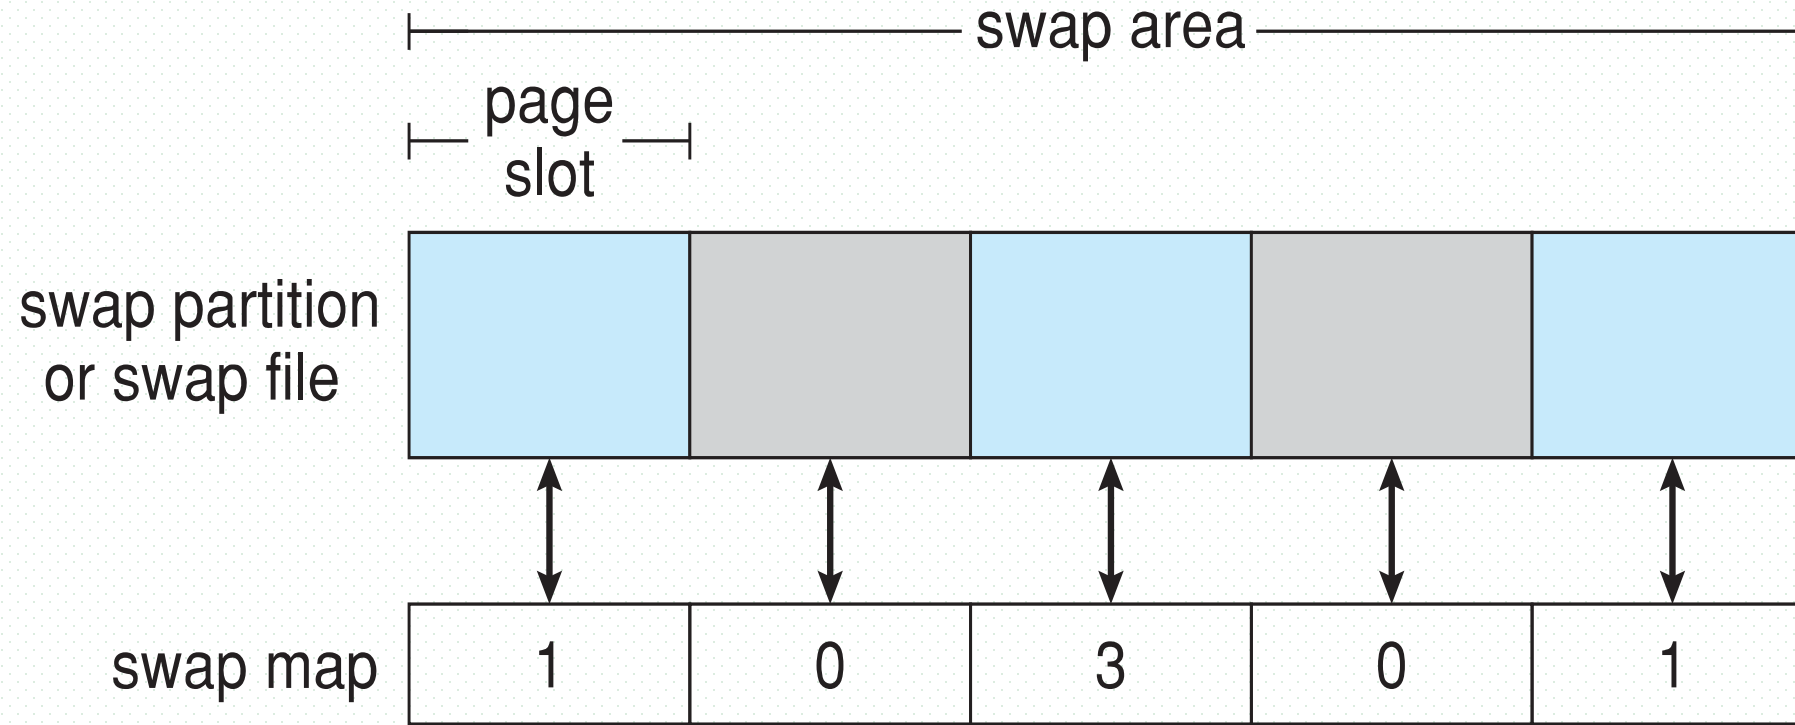 swap area
page
slot
swap partition
or swap file
swap map 1 0 3 0 1